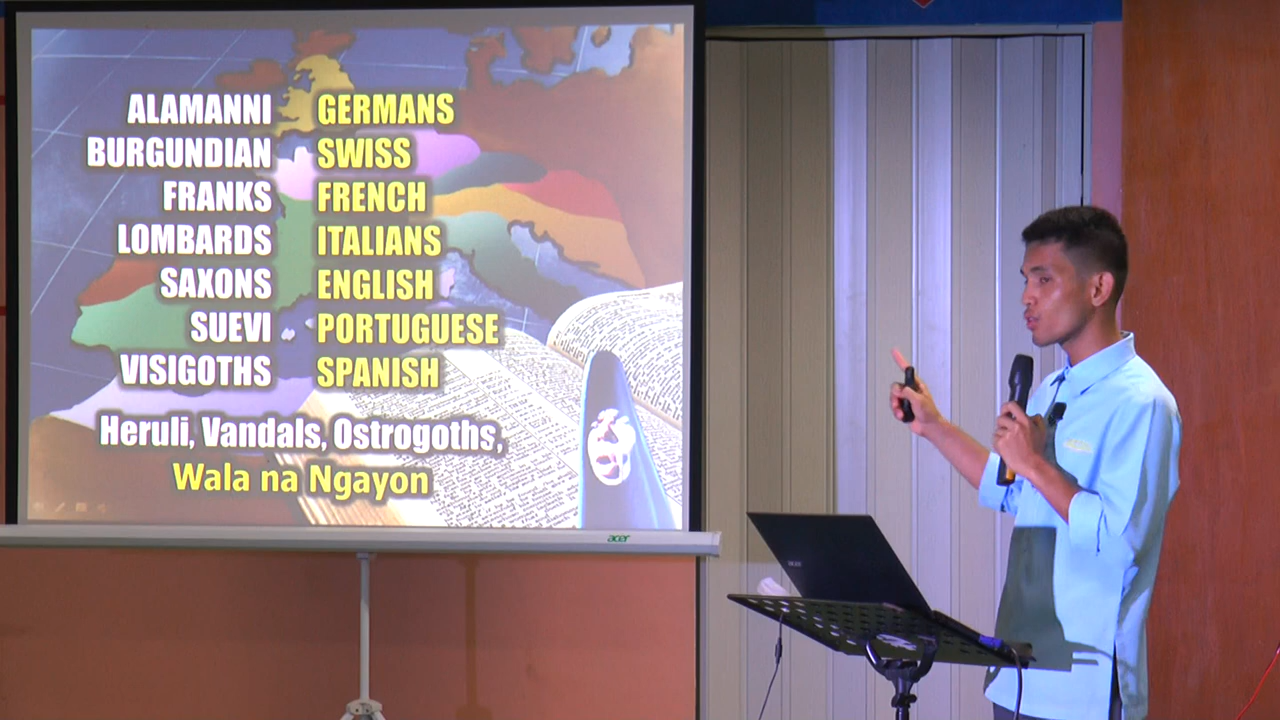 ALAMANNI GERMANS
BURGUNDIAN SWISS
FRANKS FRENCH
LOMBARDS ITALIANS
SAXONS ENGLISH
SUEVI PORTUGUESE
VISIGOTHS SPANISH
Heruli, Vandals, Ostrogoths,
Wala na Ngayon
acer